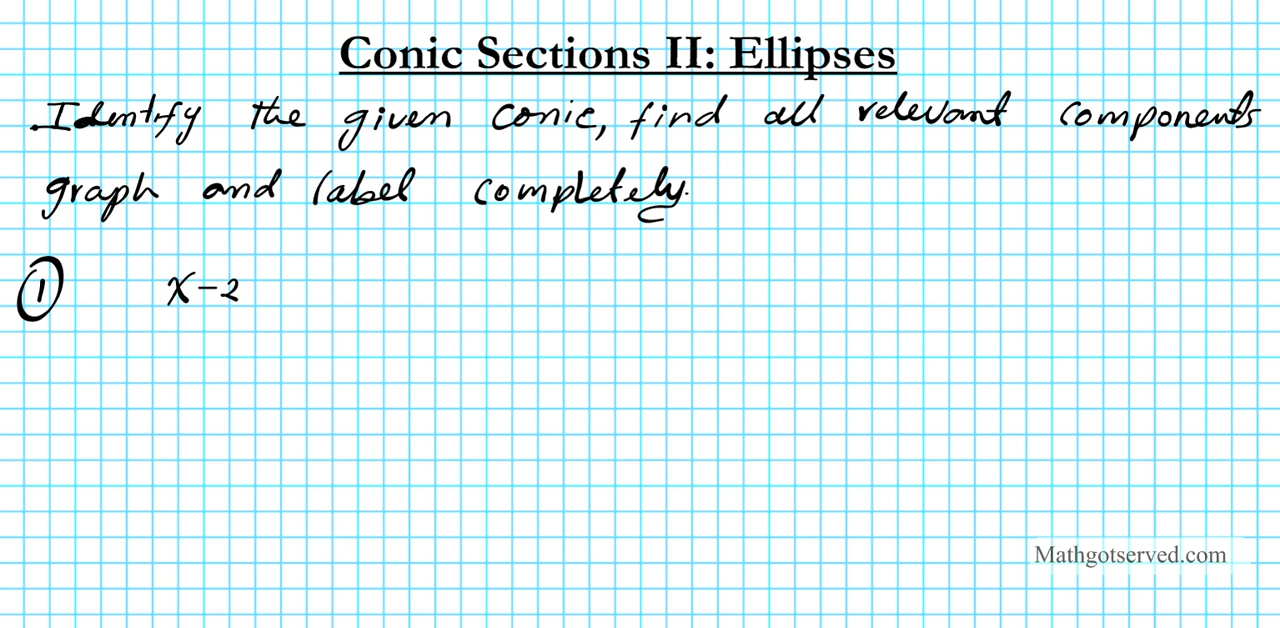 Conic Sections II: Ellipses
Identify the given conic, find all relevant components
graph and label completely.
① x-2
Mathgotserved.com